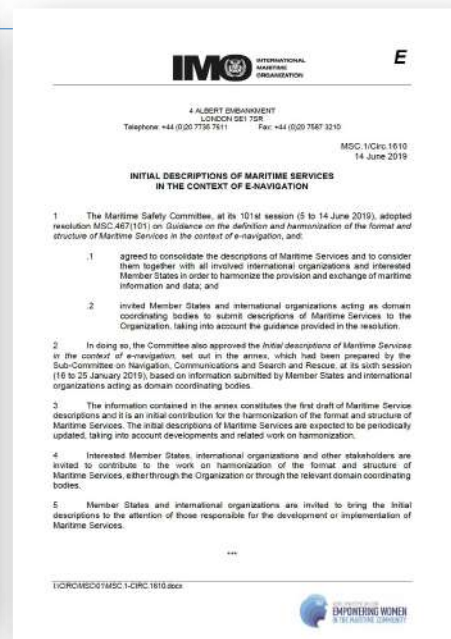 E
IMO
INTERNATIONAL
MARITIME
ORGANIZATION
4 ALBERT EMBANKMENT
LONDON SE1 7SR
Telephone: +44 (0)20 7735 7611 Fax: +44 (0)20 7587 3210
MSC.1/Circ.1610
14 June 2019
INITIAL DESCRIPTIONS OF MARITIME SERVICES
IN THE CONTEXT OF E-NAVIGATION
1 The Maritime Safety Committee, at its 101st session (5 to 14 June 2019), adopted
resolution MSC.467(101) on Guidance on the definition and harmonization of the format and
structure of Maritime Services in the context of e-navigation, and:
.1 agreed to consolidate the descriptions of Maritime Services and to consider
them together with all involved international organizations and interested
Member States in order to harmonize the provision and exchange of maritime
information and data; and
.2 invited Member States and international organizations acting as domain
coordinating bodies to submit descriptions of Maritime Services to the
Organization, taking into account the guidance provided in the resolution.
2 In doing so, the Committee also approved the Initial descriptions of Maritime Services
in the context of e-navigation, set out in the annex, which had been prepared by the
Sub-Committee on Navigation, Communications and Search and Rescue, at its sixth session
(16 to 25 January 2019), based on information submitted by Member States and international
organizations acting as domain coordinating bodies.
3 The information contained in the annex constitutes the first draft of Maritime Service
descriptions and it is an initial contribution for the harmonization of the format and structure of
Maritime Services. The initial descriptions of Maritime Services are expected to be periodically
updated, taking into account developments and related work on harmonization.
4 Interested Member States, international organizations and other stakeholders are
invited to contribute to the work on harmonization of the format and structure of
Maritime Services, either through the Organization or through the relevant domain coordinating
bodies.
5 Member States and international organizations are invited to bring the Initial
descriptions to the attention of those responsible for the development or implementation of
Maritime Services.
***
I:\CIRC\MSC\01\MSC.1-CIRC.1610.docx
EMPOWERING WOMEN
IN THE MARITIME COMMUNITY